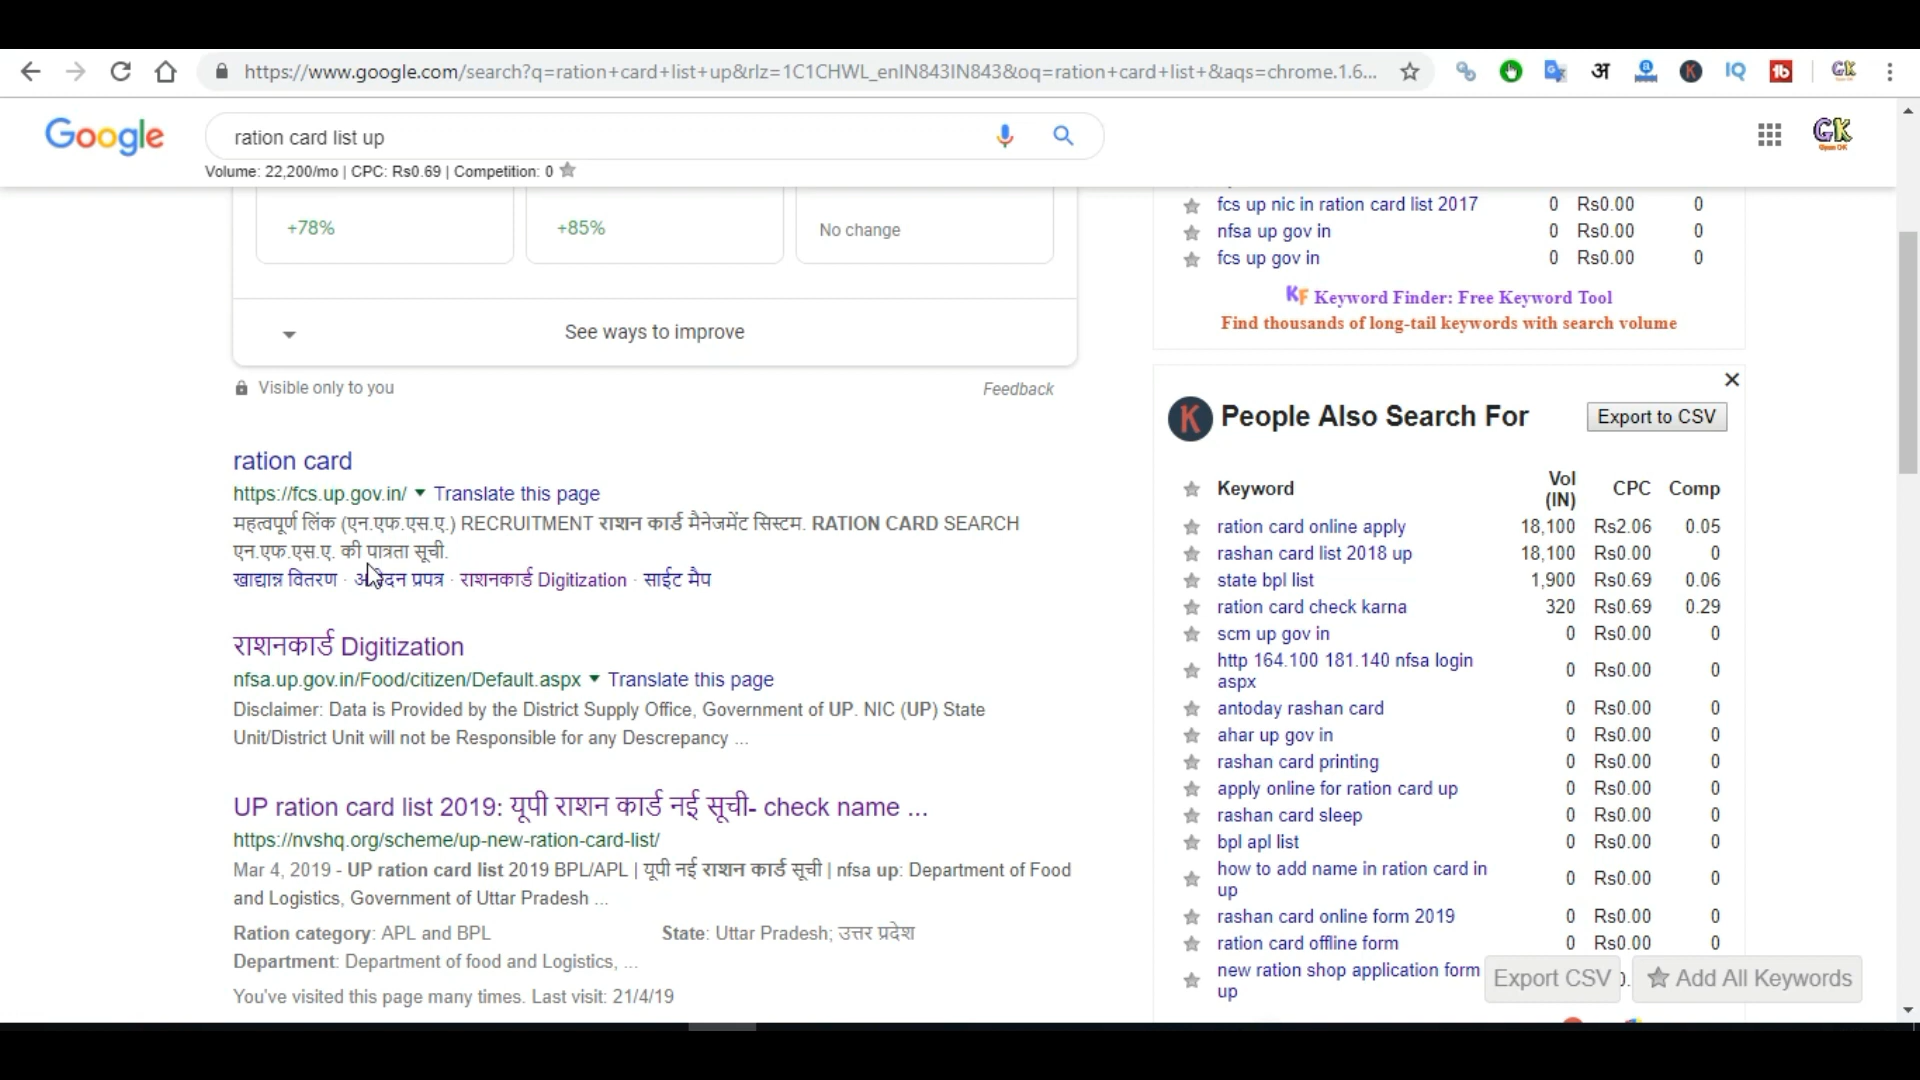 https://www.google.com/search?q=ration+card+list+up&rlz=1C1CHWL_enIN843IN843&oq=ration+card+list+&aqs=chrome.1.6...
Google
ration card list up
Volume: 22,200/mo | CPC: Rs0.69 | Competition: 0
+78%
+85%
No change
See ways to improve
Visible only to you
Feedback
ration card
https://fcs.up.gov.in/ Translate this page
महत्वपूर्ण लिंक (एन.एफ.एस.ए.) RECRUITMENT राशन कार्ड मैनेजमेंट सिस्टम. RATION CARD SEARCH
एन.एफ.एस.ए. की पात्रता सूची.
खाद्यान्न वितरण · आवेदन प्रपत्र · राशनकार्ड Digitization · साईट मैप
राशनकार्ड Digitization
nfsa.up.gov.in/Food/citizen/Default.aspx Translate this page
Disclaimer: Data is Provided by the District Supply Office, Government of UP. NIC (UP) State
Unit/District Unit will not be Responsible for any Descrepancy ...
UP ration card list 2019: यूपी राशन कार्ड नई सूची- check name ...
https://nvshq.org/scheme/up-new-ration-card-list/
Mar 4, 2019 - UP ration card list 2019 BPL/APL | यूपी नई राशन कार्ड सूची | nfsa up: Department of Food
and Logistics, Government of Uttar Pradesh ...
Ration category: APL and BPL State: Uttar Pradesh; उत्तर प्रदेश
Department: Department of food and Logistics, ...
You've visited this page many times. Last visit: 21/4/19
fcs up nic in ration card list 2017 0 Rs0.00 0
nfsa up gov in 0 Rs0.00 0
fcs up gov in 0 Rs0.00 0
KF Keyword Finder: Free Keyword Tool
Find thousands of long-tail keywords with search volume
K People Also Search For Export to CSV
Keyword Vol (IN) CPC Comp
ration card online apply 18,100 Rs2.06 0.05
rashan card list 2018 up 18,100 Rs0.00 0
state bpl list 1,900 Rs0.69 0.06
ration card check karna 320 Rs0.69 0.29
scm up gov in 0 Rs0.00 0
http 164.100 181.140 nfsa login
aspx 0 Rs0.00 0
antoday rashan card 0 Rs0.00 0
ahar up gov in 0 Rs0.00 0
rashan card printing 0 Rs0.00 0
apply online for ration card up 0 Rs0.00 0
rashan card sleep 0 Rs0.00 0
bpl apl list 0 Rs0.00 0
how to add name in ration card in
up 0 Rs0.00 0
rashan card online form 2019 0 Rs0.00 0
ration card offline form 0 Rs0.00 0
new ration shop application form
up
Export CSV
Add All Keywords